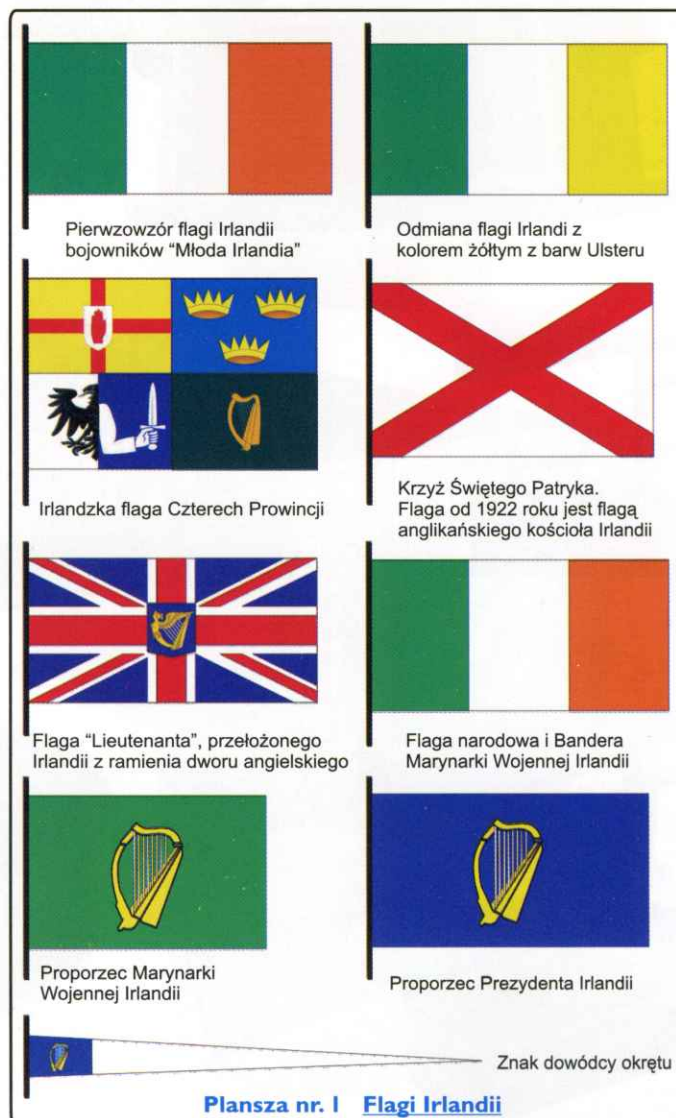 Pierwzowzór flagi Irlandii
bojowników “Młoda Irlandia”
Odmiana flagi Irlandi z
kolorem żółtym z barw Ulsteru
Irlandzka flaga Czterech Prowincji
Krzyż Świętego Patryka.
Flaga od 1922 roku jest flagą
anglikańskiego kościoła Irlandii
Flaga “Lieutenanta”, przełożonego
Irlandii z ramienia dworu angielskiego
Flaga narodowa i Bandera
Marynarki Wojennej Irlandii
Proporzec Marynarki
Wojennej Irlandii
Proporzec Prezydenta Irlandii
Znak dowódcy okrętu
Plansza nr. 1 Flagi Irlandii